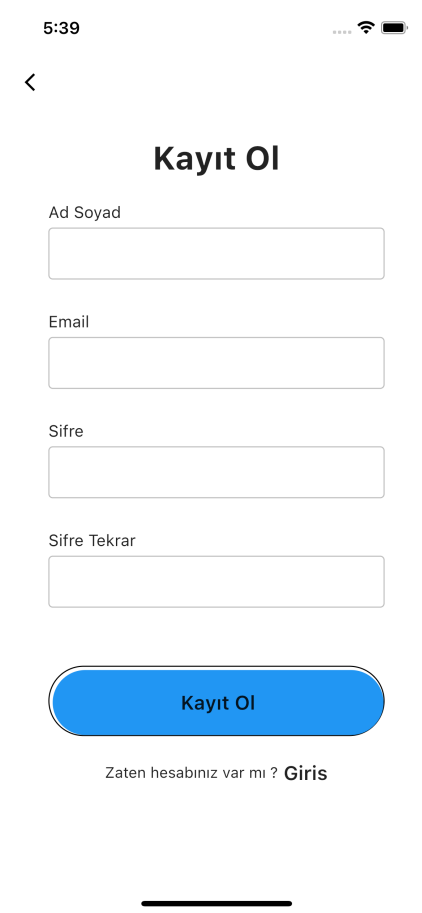 5:39
Kayıt Ol
Ad Soyad
Email
Sifre
Sifre Tekrar
Kayıt Ol
Zaten hesabınız var mı ? Giris